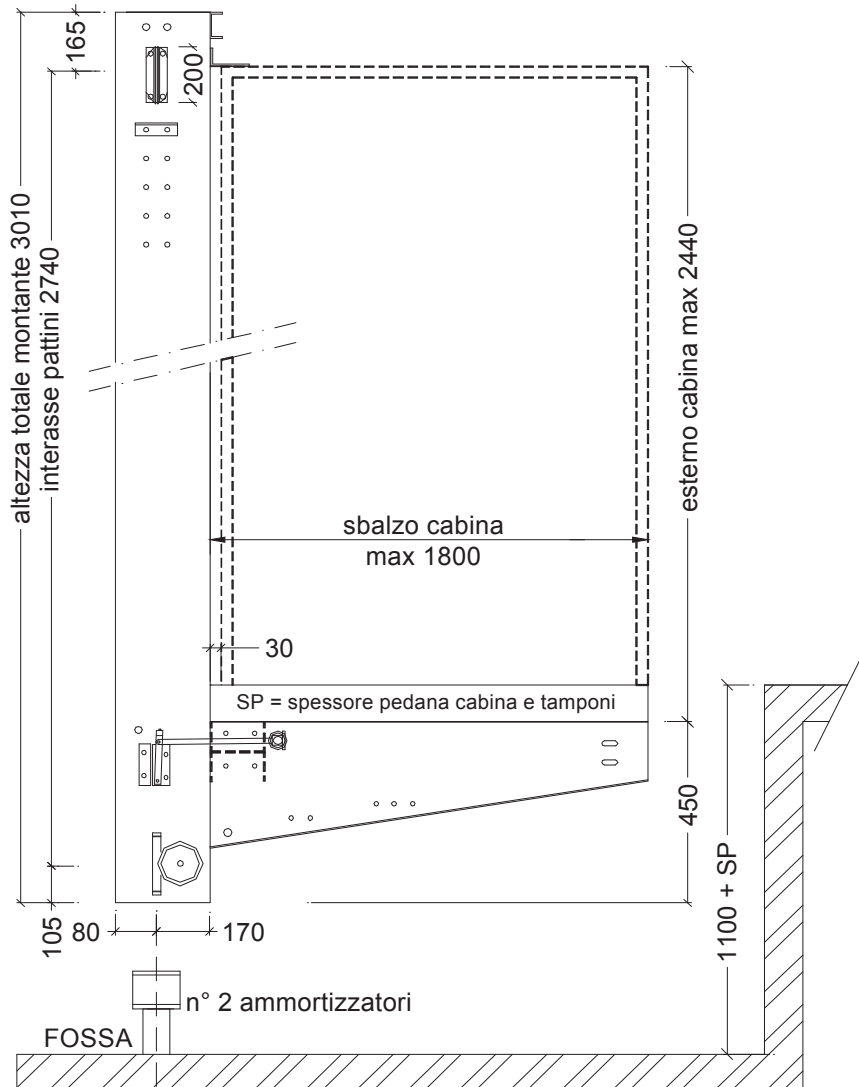 165
200
altezza totale montante 3010
interasse pattini 2740
esterno cabina max 2440
sbalzo cabina
max 1800
30
SP = spessore pedana cabina e tamponi
450
1100 + SP
105
80
170
n° 2 ammortizzatori
FOSSA